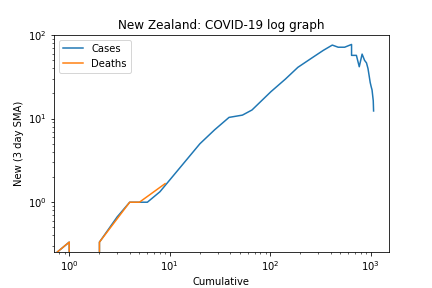 New Zealand: COVID-19 log graph
10²
10¹
10⁰
New (3 day SMA)
Cases
Deaths
10⁰ 10¹ 10² 10³
Cumulative